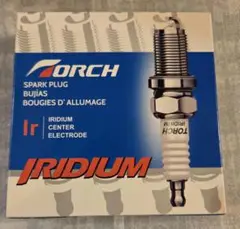 TORCH
SPARK PLUG
BUJÍAS
BOUGIES D' ALLUMAGE
Ir
IRIDIUM
CENTER
ELECTRODE
IRIDIUM
TORCH